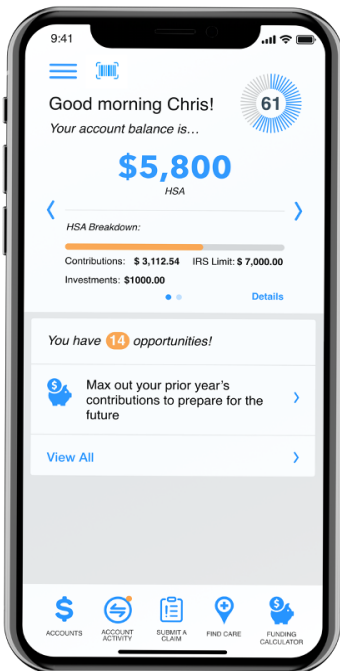 9:41
Good morning Chris!
61
Your account balance is...
$5,800
HSA
HSA Breakdown:
Contributions: $ 3,112.54 IRS Limit: $ 7,000.00
Investments: $1000.00
Details
You have 14 opportunities!
Max out your prior year's
contributions to prepare for the
future
View All
ACCOUNTS
ACCOUNT
ACTIVITY
SUBMIT A
CLAIM
FIND CARE
FUNDING
CALCULATOR